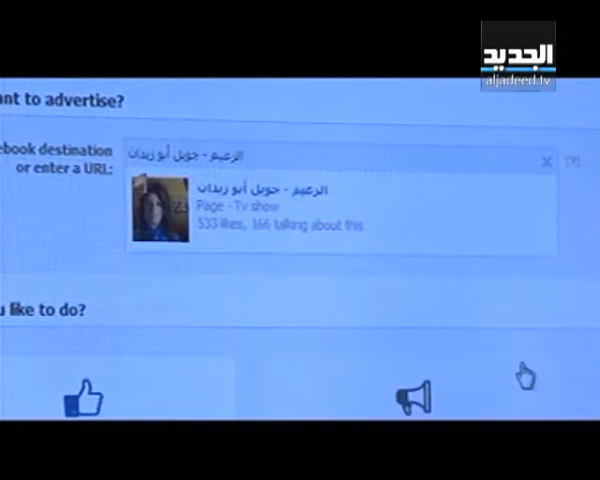 الجديد
aljadeed.tv
ant to advertise?
ebook destination
or enter a URL:
الزعيم - جويل أبو زيدان
[?]
الزعيم - جويل أبو زيدان
Page - Tv show
533 likes, 166 talking about this
u like to do?